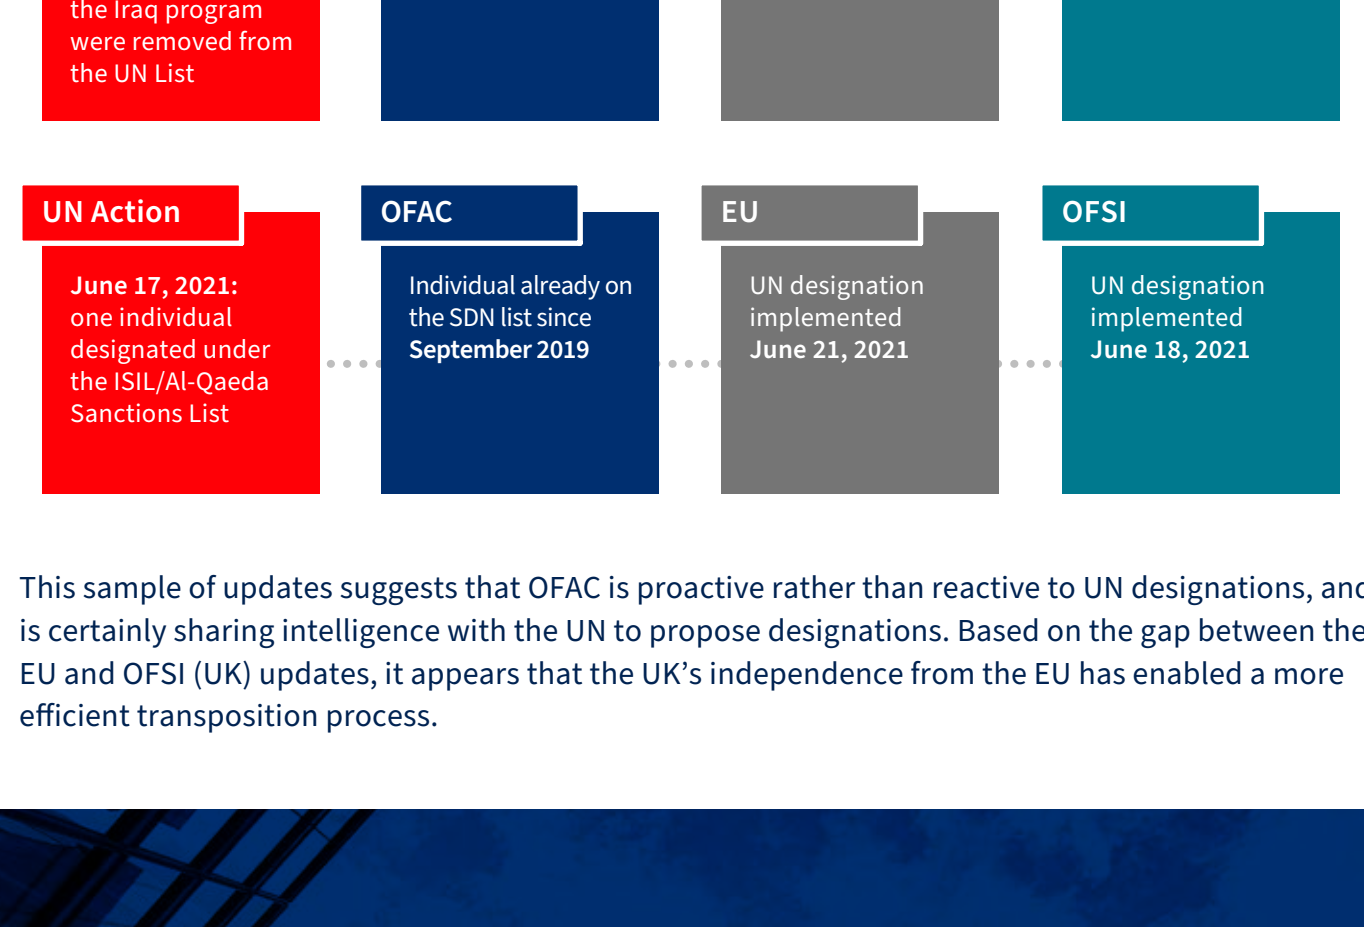 the Iraq program
were removed from
the UN List
UN Action
June 17, 2021:
one individual
designated under
the ISIL/Al-Qaeda
Sanctions List
OFAC
Individual already on
the SDN list since
September 2019
EU
UN designation
implemented
June 21, 2021
OFSI
UN designation
implemented
June 18, 2021
This sample of updates suggests that OFAC is proactive rather than reactive to UN designations, and
is certainly sharing intelligence with the UN to propose designations. Based on the gap between the
EU and OFSI (UK) updates, it appears that the UK’s independence from the EU has enabled a more
efficient transposition process.